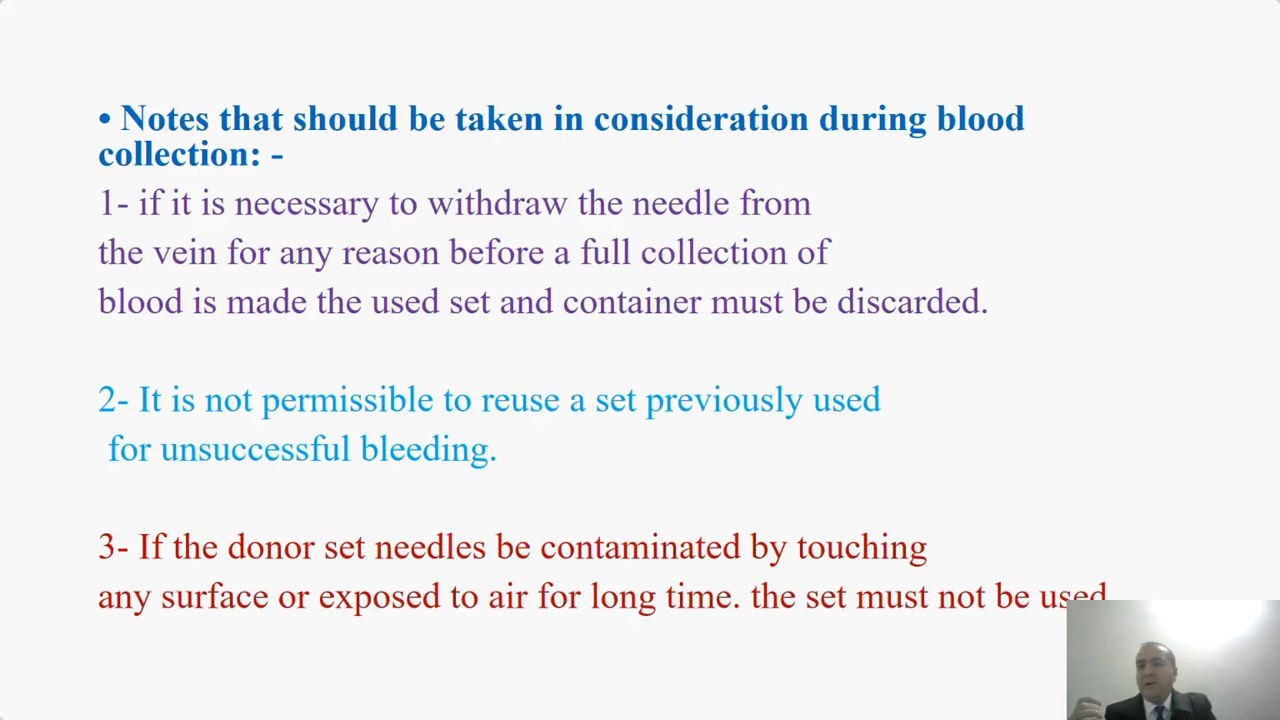 • Notes that should be taken in consideration during blood
collection: -
1- if it is necessary to withdraw the needle from
the vein for any reason before a full collection of
blood is made the used set and container must be discarded.
2- It is not permissible to reuse a set previously used
for unsuccessful bleeding.
3- If the donor set needles be contaminated by touching
any surface or exposed to air for long time. the set must not be used